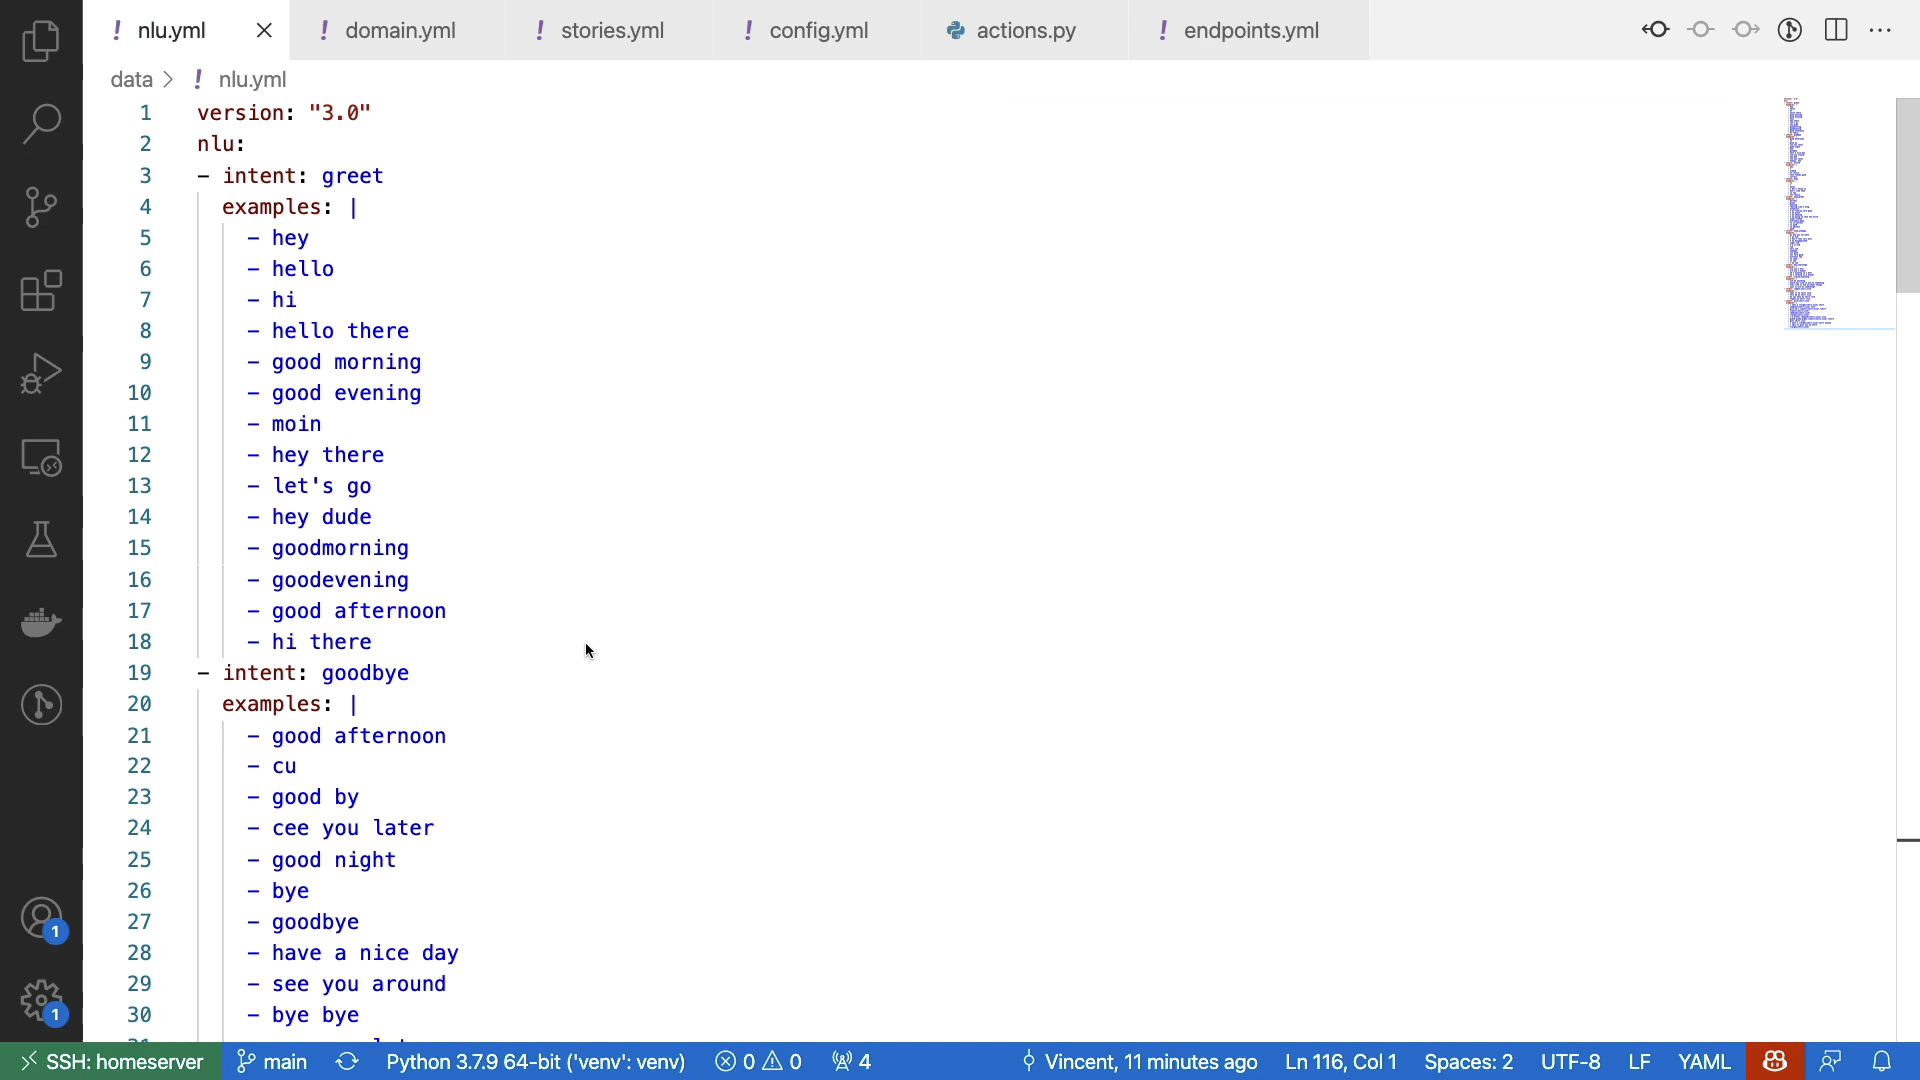 nlu.yml domain.yml stories.yml config.yml actions.py endpoints.yml
data > nlu.yml
1 version: "3.0"
2 nlu:
3 - intent: greet
4 examples: |
5 - hey
6 - hello
7 - hi
8 - hello there
9 - good morning
10 - good evening
11 - moin
12 - hey there
13 - let's go
14 - hey dude
15 - goodmorning
16 - goodevening
17 - good afternoon
18 - hi there
19 - intent: goodbye
20 examples: |
21 - good afternoon
22 - cu
23 - good by
24 - cee you later
25 - good night
26 - bye
27 - goodbye
28 - have a nice day
29 - see you around
30 - bye bye
1
1
SSH: homeserver main Python 3.7.9 64-bit ('venv': venv) 0 0 4 Vincent, 11 minutes ago Ln 116, Col 1 Spaces: 2 UTF-8 LF YAML